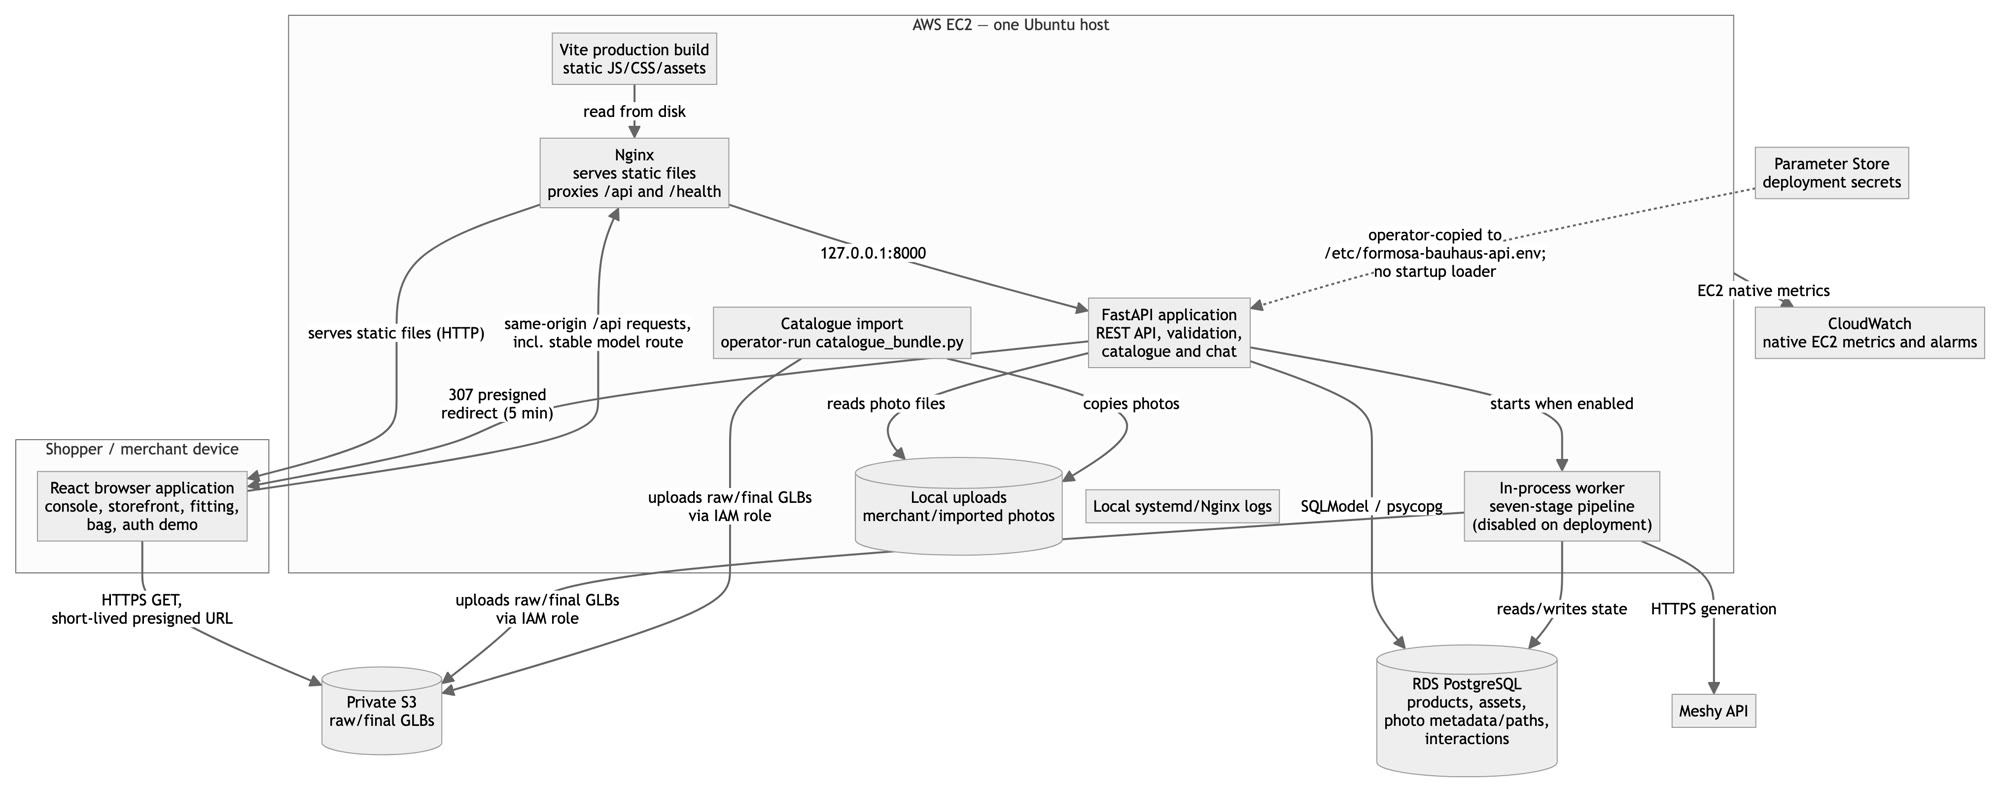 AWS EC2 — one Ubuntu host
Vite production build
static JS/CSS/assets
read from disk
Nginx
serves static files
proxies /api and /health
Parameter Store
deployment secrets
operator-copied to
/etc/formosa-bauhaus-api.env;
no startup loader
127.0.0.1:8000
EC2 native metrics
CloudWatch
native EC2 metrics and alarms
FastAPI application
REST API, validation,
catalogue and chat
Catalogue import
operator-run catalogue_bundle.py
serves static files (HTTP)
same-origin /api requests,
incl. stable model route
307 presigned
redirect (5 min)
reads photo files
copies photos
starts when enabled
Shopper / merchant device
React browser application
console, storefront, fitting,
bag, auth demo
uploads raw/final GLBs
via IAM role
Local uploads
merchant/imported photos
Local systemd/Nginx logs
SQLModel / psycopg
In-process worker
seven-stage pipeline
(disabled on deployment)
HTTPS GET,
short-lived presigned URL
uploads raw/final GLBs
via IAM role
reads/writes state
HTTPS generation
Private S3
raw/final GLBs
RDS PostgreSQL
products, assets,
photo metadata/paths,
interactions
Meshy API